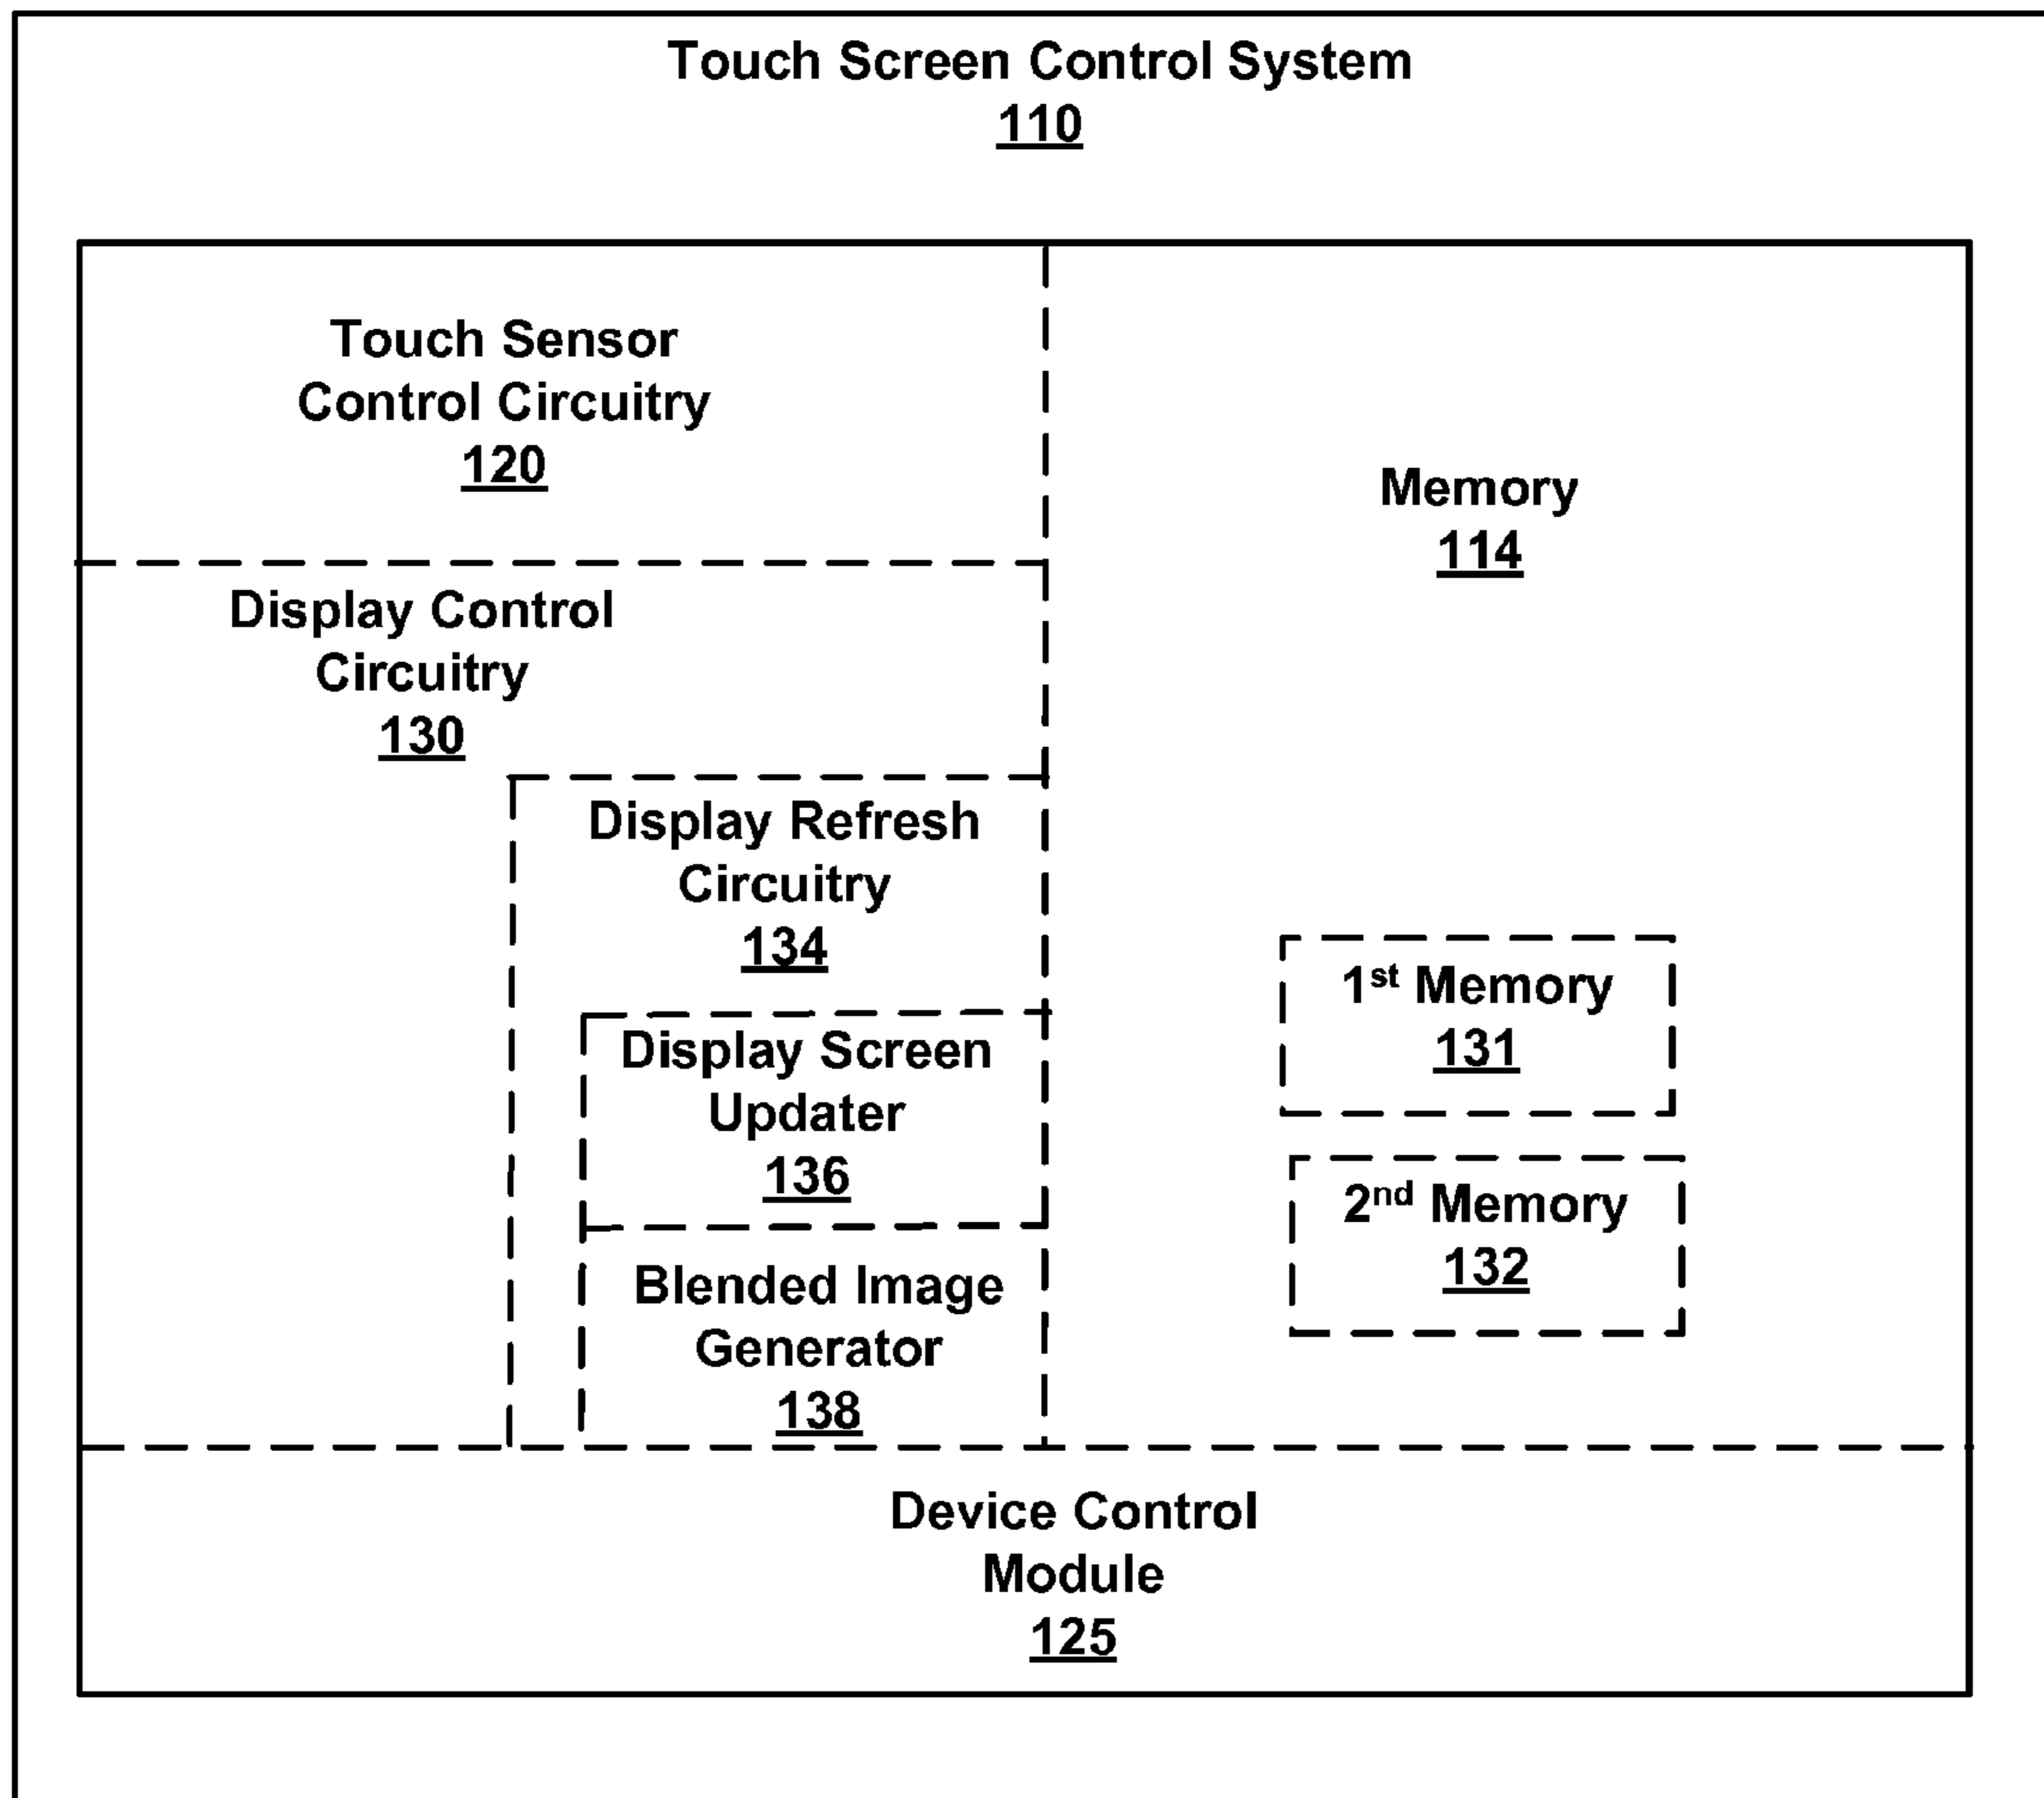 Touch Screen Control System
110
Touch Sensor
Control Circuitry
120
Memory
114
Display Control
Circuitry
130
Display Refresh
Circuitry
134
1st Memory
131
Display Screen
Updater
136
2nd Memory
132
Blended Image
Generator
138
Device Control
Module
125